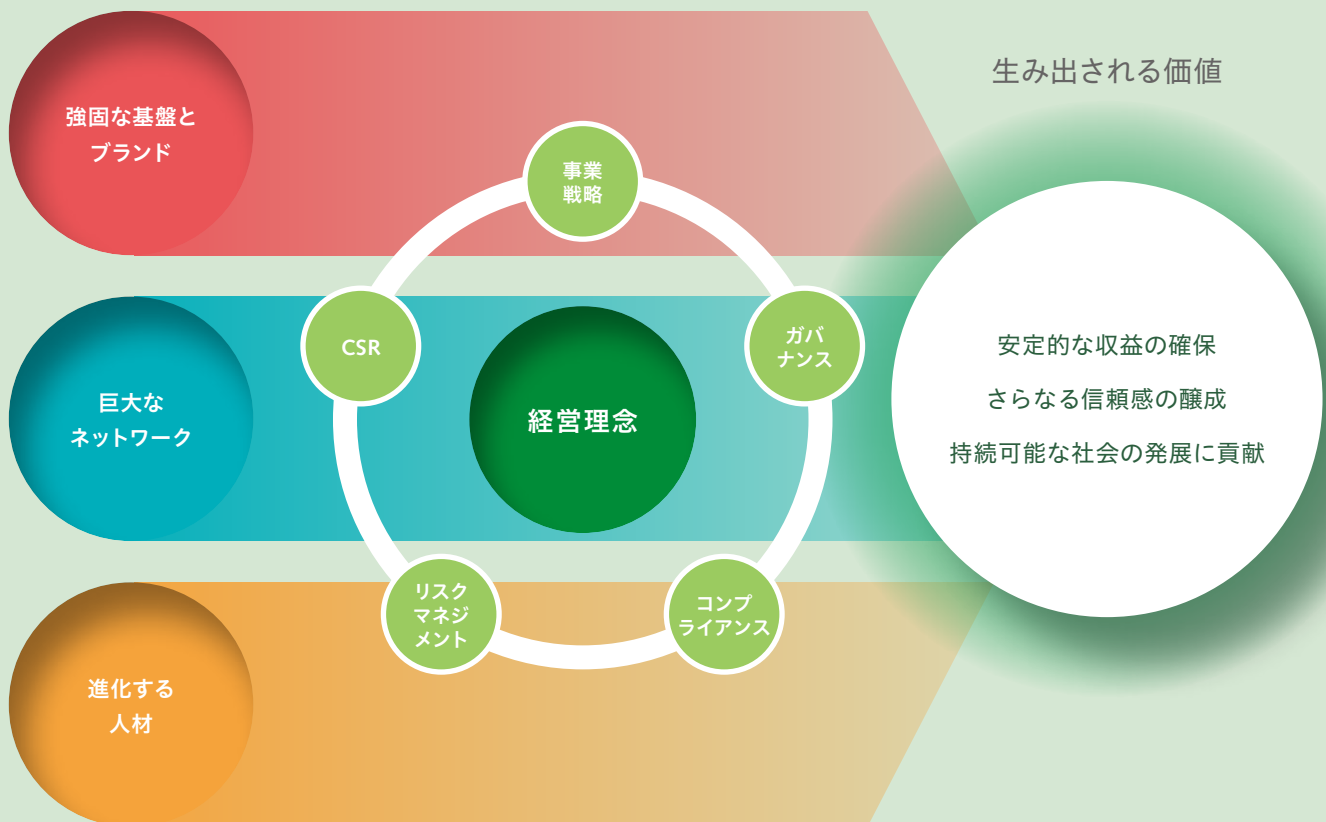 生み出される価値
強固な基盤と
ブランド
巨大な
ネットワーク
進化する
人材
事業
戦略
CSR
ガバ
ナンス
経営理念
リスク
マネジ
メント
コンプ
ライアンス
安定的な収益の確保
さらなる信頼感の醸成
持続可能な社会の発展に貢献